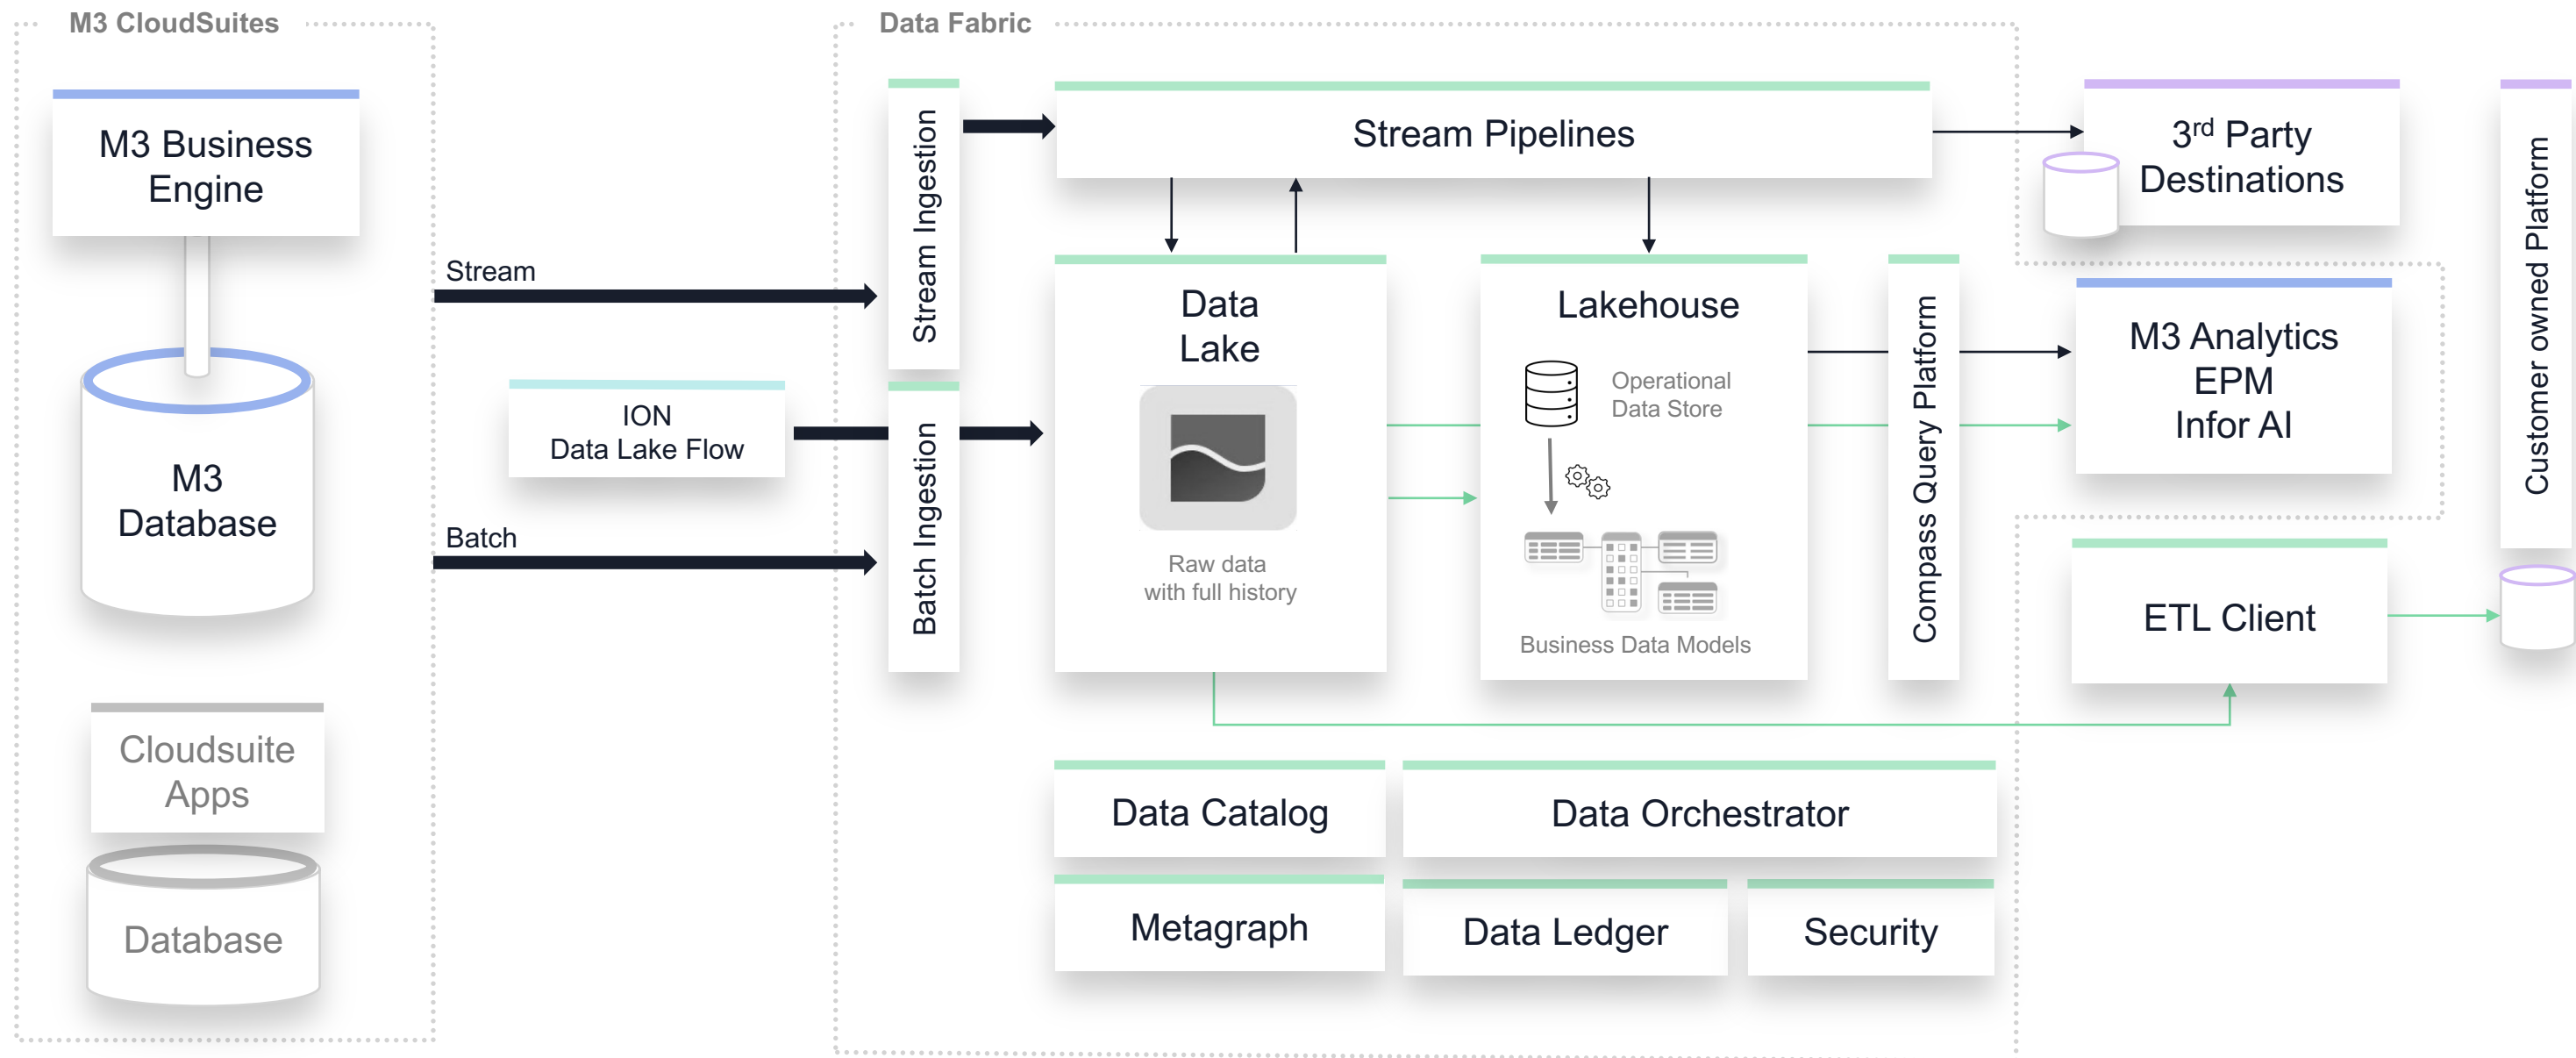 M3 CloudSuites
M3 Business
Engine
M3
Database
Cloudsuite
Apps
Database
Stream
ION
Data Lake Flow
Batch
Data Fabric
Stream Ingestion
Batch Ingestion
Stream Pipelines
Data
Lake
Raw data
with full history
Lakehouse
Operational
Data Store
Business Data Models
Compass Query Platform
Data Catalog
Data Orchestrator
Metagraph
Data Ledger
Security
3rd Party
Destinations
M3 Analytics
EPM
Infor AI
ETL Client
Customer owned Platform